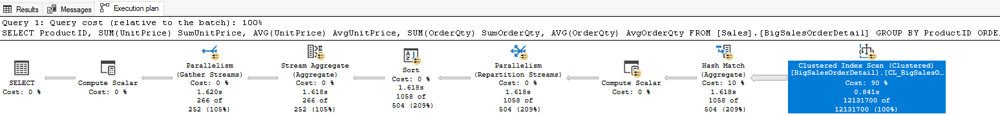 Results
Messages
Execution plan
Query 1: Query cost (relative to the batch): 100%
SELECT ProductID, SUM(UnitPrice) SumUnitPrice, AVG(UnitPrice) AvgUnitPrice, SUM(OrderQty) SumOrderQty, AVG(OrderQty) AvgOrderQty FROM [Sales].[BigSalesOrderDetail] GROUP BY ProductID ORDE…
SELECT
Cost: 0 %
Compute Scalar
Cost: 0 %
Parallelism
(Gather Streams)
Cost: 0 %
1.620s
266 of
252 (105%)
Stream Aggregate
(Aggregate)
Cost: 0 %
1.618s
266 of
252 (105%)
Sort
Cost: 0 %
1.618s
1058 of
504 (209%)
Parallelism
(Repartition Streams)
Cost: 0 %
1.618s
1058 of
504 (209%)
Compute Scalar
Cost: 0 %
Hash Match
(Aggregate)
Cost: 10 %
1.618s
1058 of
504 (209%)
Clustered Index Scan (Clustered)
[BigSalesOrderDetail].[CL_BigSalesO…
Cost: 90 %
0.841s
12131700 of
12131700 (100%)